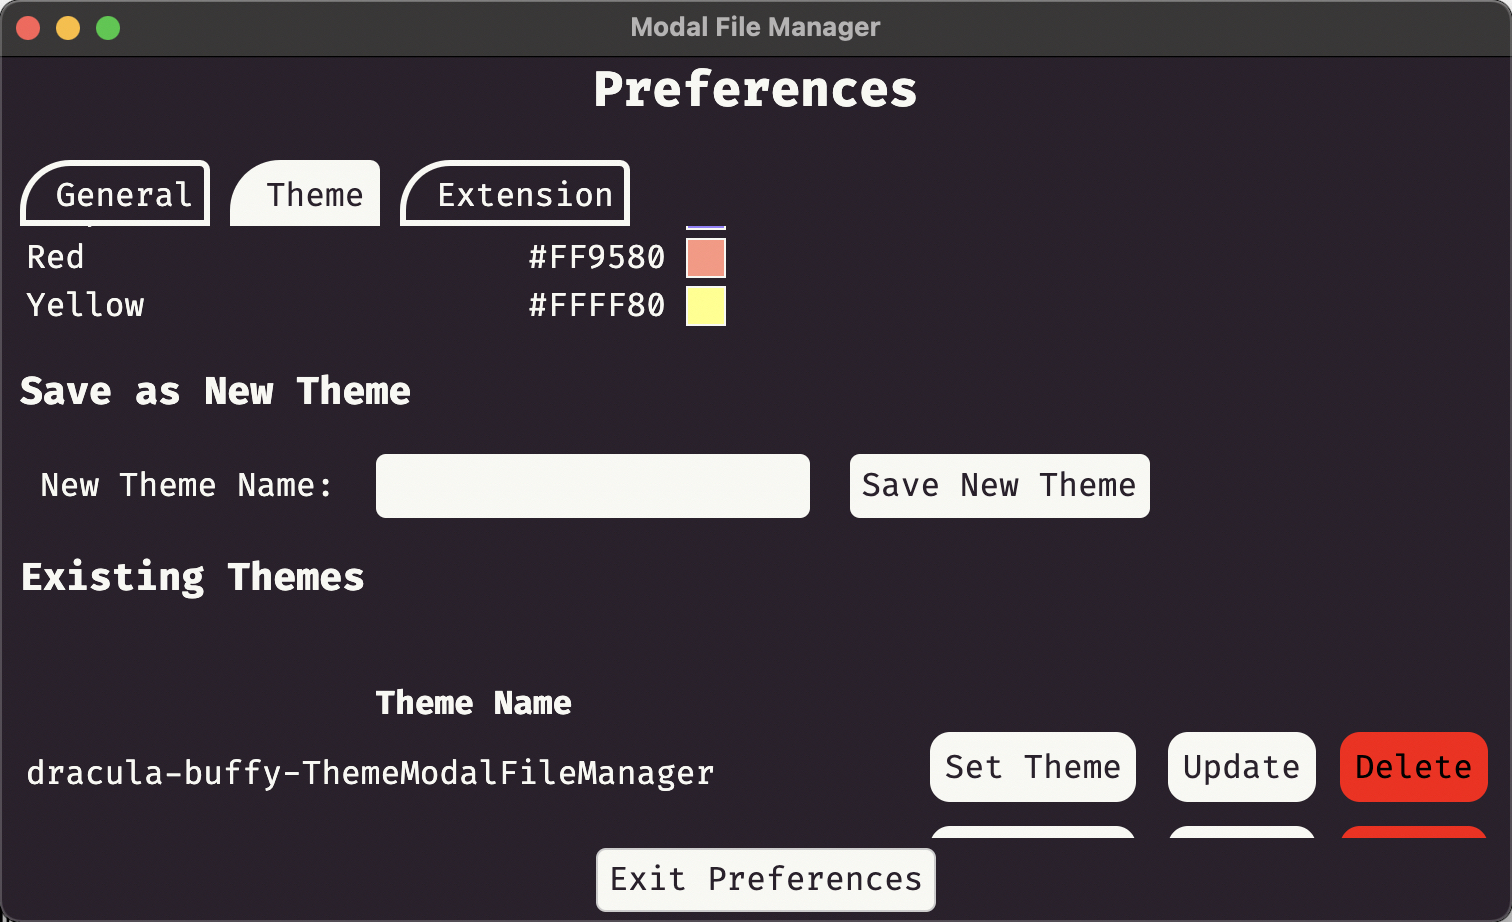 Modal File Manager
Preferences
General Theme Extension
Red #FF9580
Yellow #FFFF80
Save as New Theme
New Theme Name: Save New Theme
Existing Themes
Theme Name
dracula-buffy-ThemeModalFileManager Set Theme Update Delete
Exit Preferences